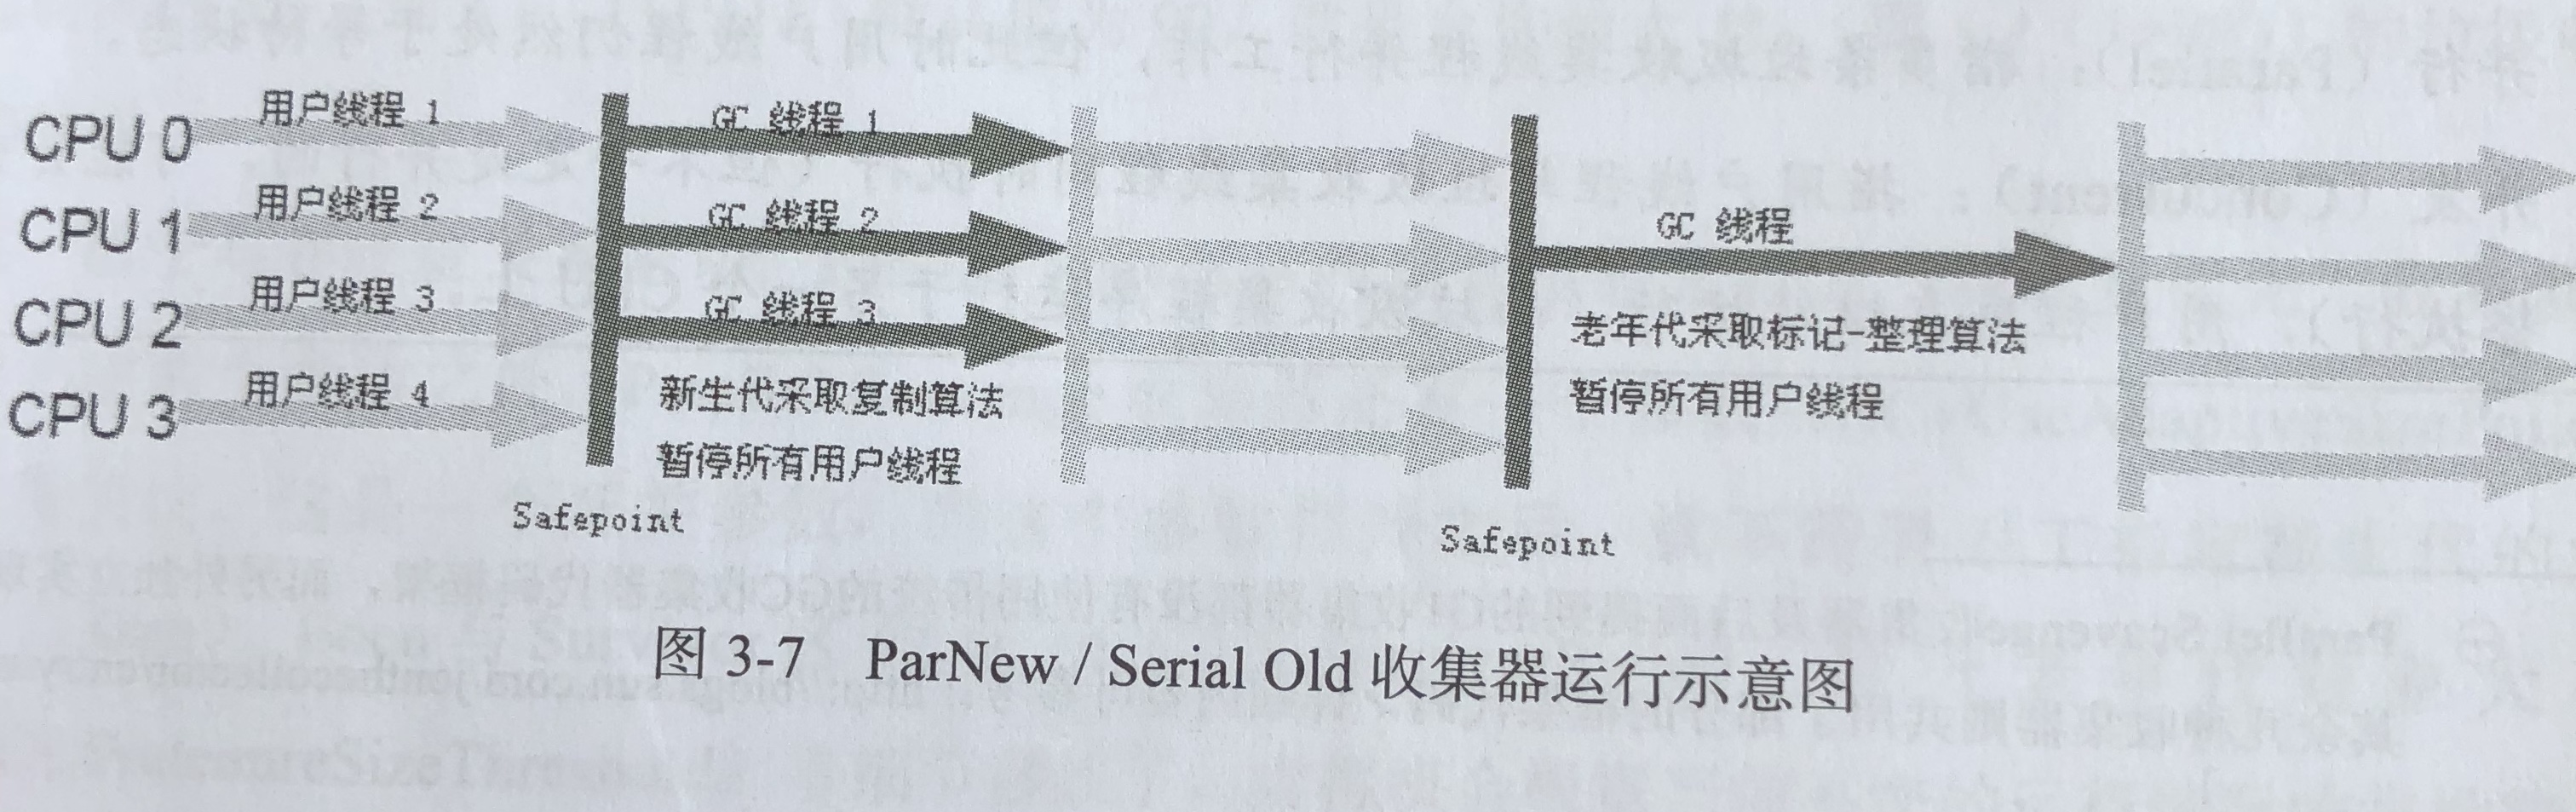 CPU 0 用户线程 1 GC 线程 1
CPU 1 用户线程 2 GC 线程 2 GC 线程
CPU 2 用户线程 3 GC 线程 3 老年代采取标记-整理算法
CPU 3 用户线程 4 新生代采取复制算法 暂停所有用户线程
暂停所有用户线程
Safepoint Safepoint
图 3-7 ParNew / Serial Old 收集器运行示意图